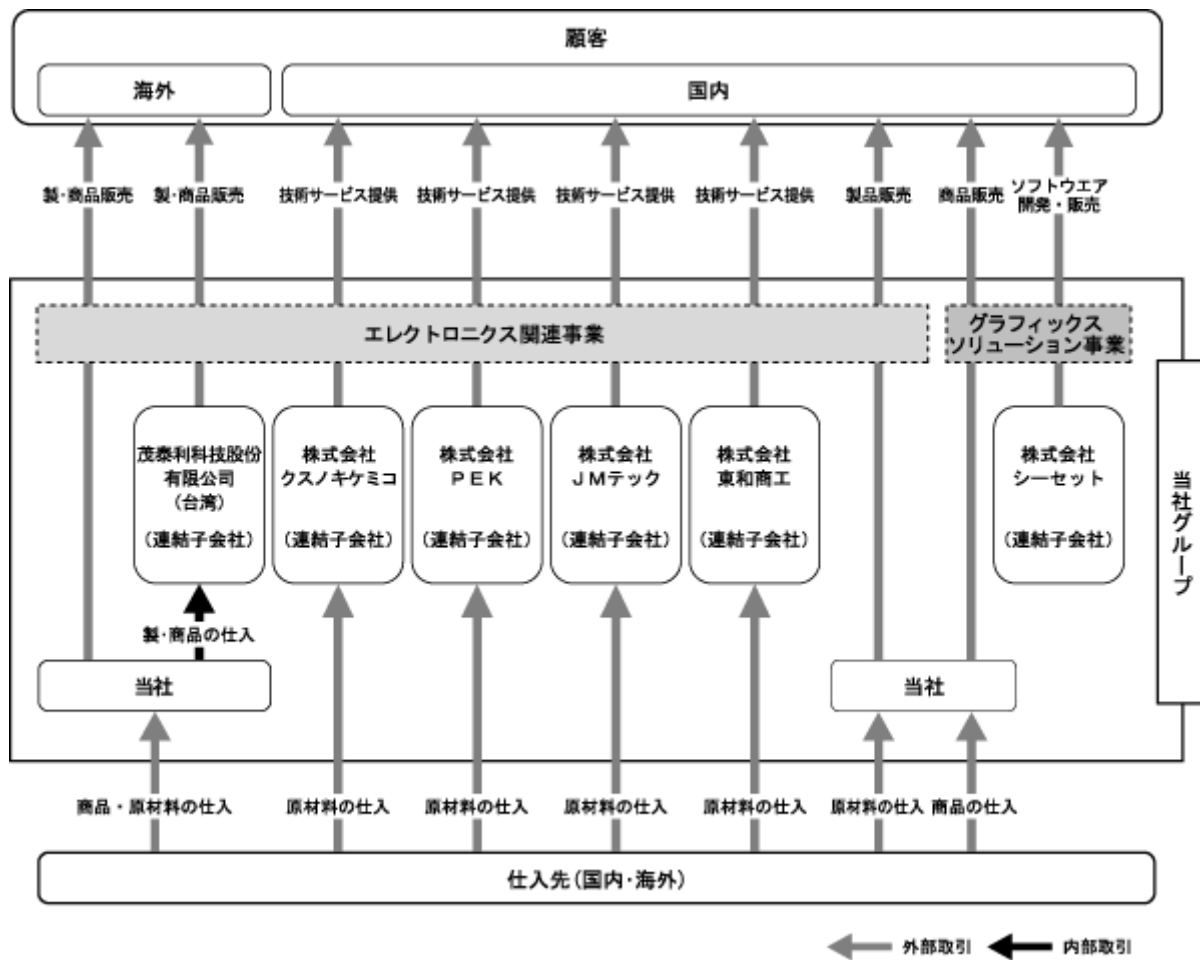 顧客
海外
国内
製・商品販売
製・商品販売
技術サービス提供
技術サービス提供
技術サービス提供
技術サービス提供
製品販売
商品販売
ソフトウエア
開発・販売
エレクトロニクス関連事業
グラフィックス
ソリューション事業
茂泰利科技股份
有限公司
（台湾）
（連結子会社）
株式会社
クスノキケミコ
（連結子会社）
株式会社
ＰＥＫ
（連結子会社）
株式会社
ＪＭテック
（連結子会社）
株式会社
東和商工
（連結子会社）
株式会社
シーセット
（連結子会社）
当社グループ
製・商品の仕入
当社
当社
商品・原材料の仕入
原材料の仕入
原材料の仕入
原材料の仕入
原材料の仕入
原材料の仕入
商品の仕入
仕入先（国内・海外）
外部取引
内部取引